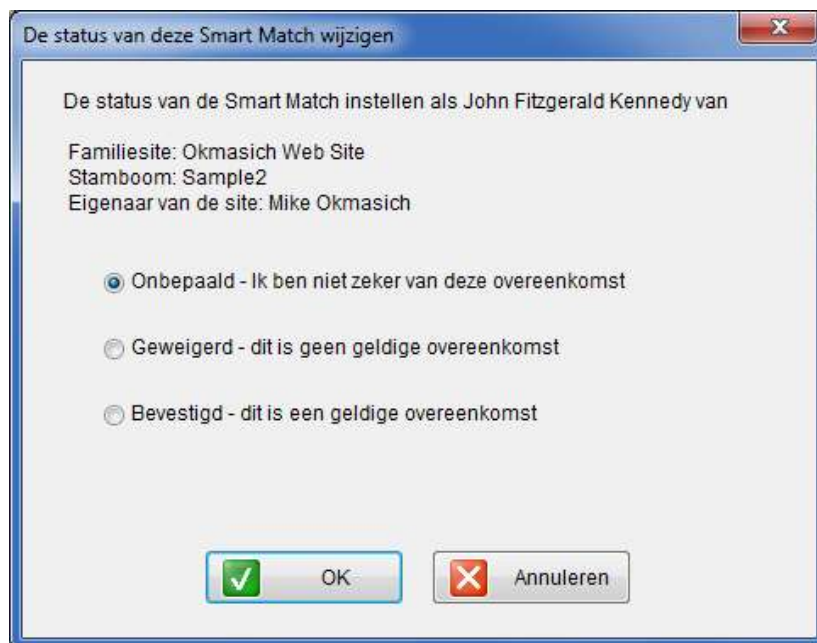 De status van deze Smart Match wijzigen
De status van de Smart Match instellen als John Fitzgerald Kennedy van
Familiesite: Okmasich Web Site
Stamboom: Sample2
Eigenaar van de site: Mike Okmasich
Onbepaald - Ik ben niet zeker van deze overeenkomst
Geweigerd - dit is geen geldige overeenkomst
Bevestigd - dit is een geldige overeenkomst
OK
Annuleren